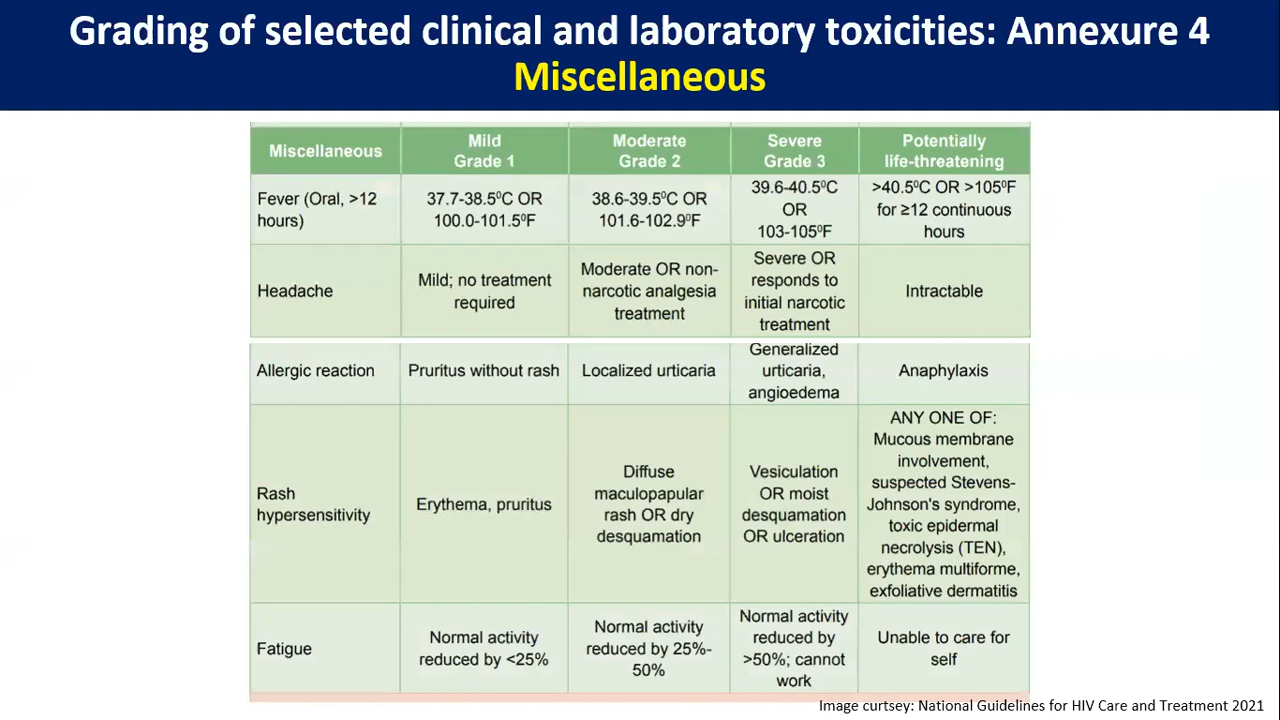 Grading of selected clinical and laboratory toxicities: Annexure 4
Miscellaneous
Miscellaneous
Mild
Grade 1
Moderate
Grade 2
Severe
Grade 3
Potentially
life-threatening
Fever (Oral, >12
hours)
37.7-38.5⁰C OR
100.0-101.5⁰F
38.6-39.5⁰C OR
101.6-102.9⁰F
39.6-40.5⁰C
OR
103-105⁰F
>40.5⁰C OR >105⁰F
for ≥12 continuous
hours
Headache
Mild; no treatment
required
Moderate OR non-
narcotic analgesia
treatment
Severe OR
responds to
initial narcotic
treatment
Intractable
Allergic reaction
Pruritus without rash
Localized urticaria
Generalized
urticaria,
angioedema
Anaphylaxis
Rash
hypersensitivity
Erythema, pruritus
Diffuse
maculopapular
rash OR dry
desquamation
Vesiculation
OR moist
desquamation
OR ulceration
ANY ONE OF:
Mucous membrane
involvement,
suspected Stevens-
Johnson's syndrome,
toxic epidermal
necrolysis (TEN),
erythema multiforme,
exfoliative dermatitis
Fatigue
Normal activity
reduced by <25%
Normal activity
reduced by 25%-
50%
Normal activity
reduced by
>50%; cannot
work
Unable to care for
self
Image curtsey: National Guidelines for HIV Care and Treatment 2021